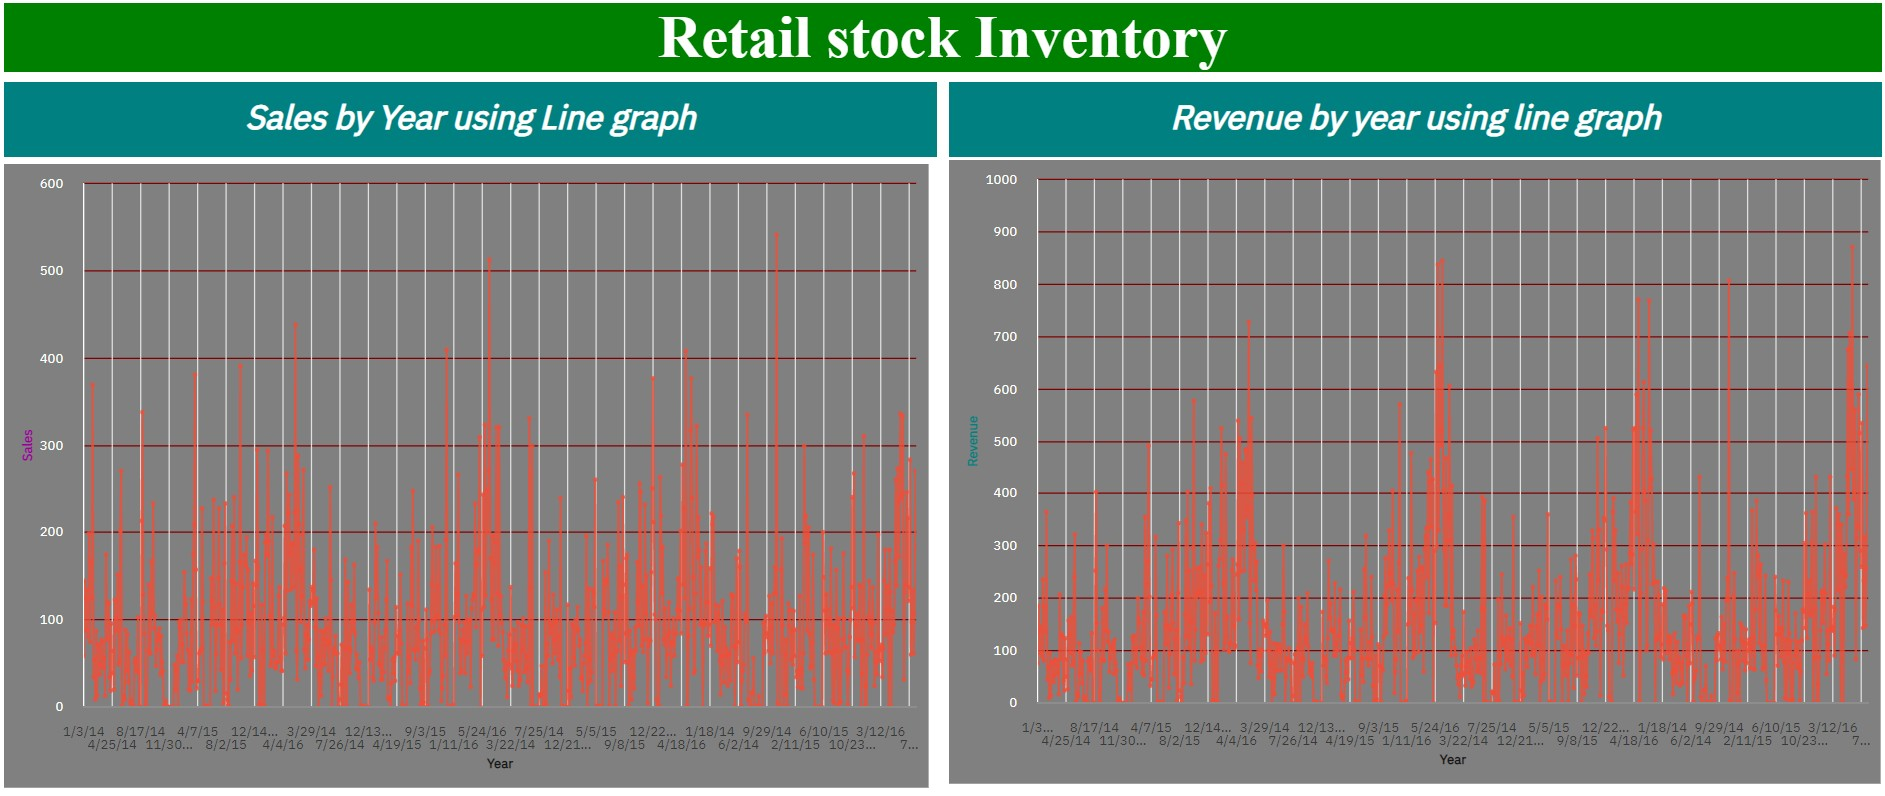 Retail stock Inventory
Sales by Year using Line graph
600
500
400
300
200
100
0
Sales
1/3/14 8/17/14 4/7/15 12/14... 3/29/14 12/13... 9/3/15 5/24/16 7/25/14 5/5/15 12/22... 1/18/14 9/29/14 6/10/15 3/12/16
4/25/14 11/30... 8/2/15 4/4/16 7/26/14 4/19/15 1/11/16 3/22/14 12/21... 9/8/15 4/18/16 6/2/14 2/11/15 10/23... 7...
Year
Revenue by year using line graph
1000
900
800
700
600
500
400
300
200
100
0
Revenue
1/3... 8/17/14 4/7/15 12/14... 3/29/14 12/13... 9/3/15 5/24/16 7/25/14 5/5/15 12/22... 1/18/14 9/29/14 6/10/15 3/12/16
4/25/14 11/30... 8/2/15 4/4/16 7/26/14 4/19/15 1/11/16 3/22/14 12/21... 9/8/15 4/18/16 6/2/14 2/11/15 10/23... 7...
Year